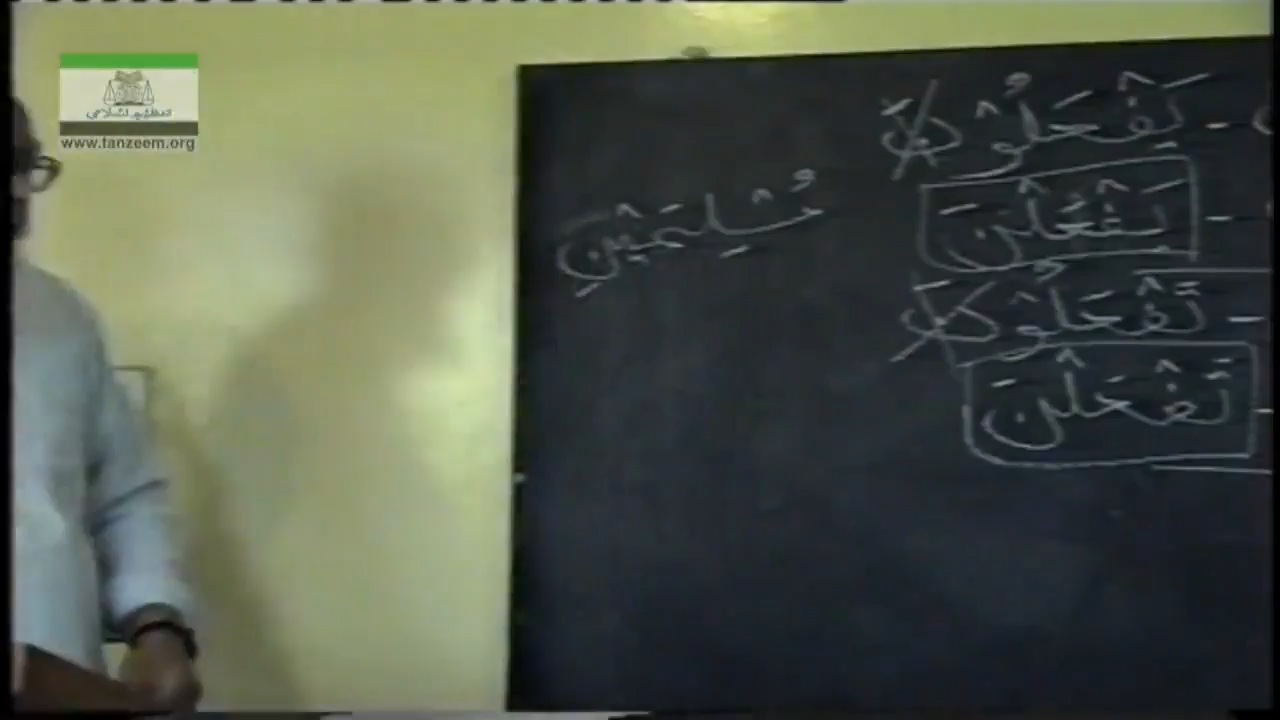 تنظیم اسلامی
www.tanzeem.org
- يَفْعَلُوْنَ
- يَفْعَلْنَ
- تَفْعَلُوْنَ
- تَفْعَلْنَ
مُسْلِمَيْنِ